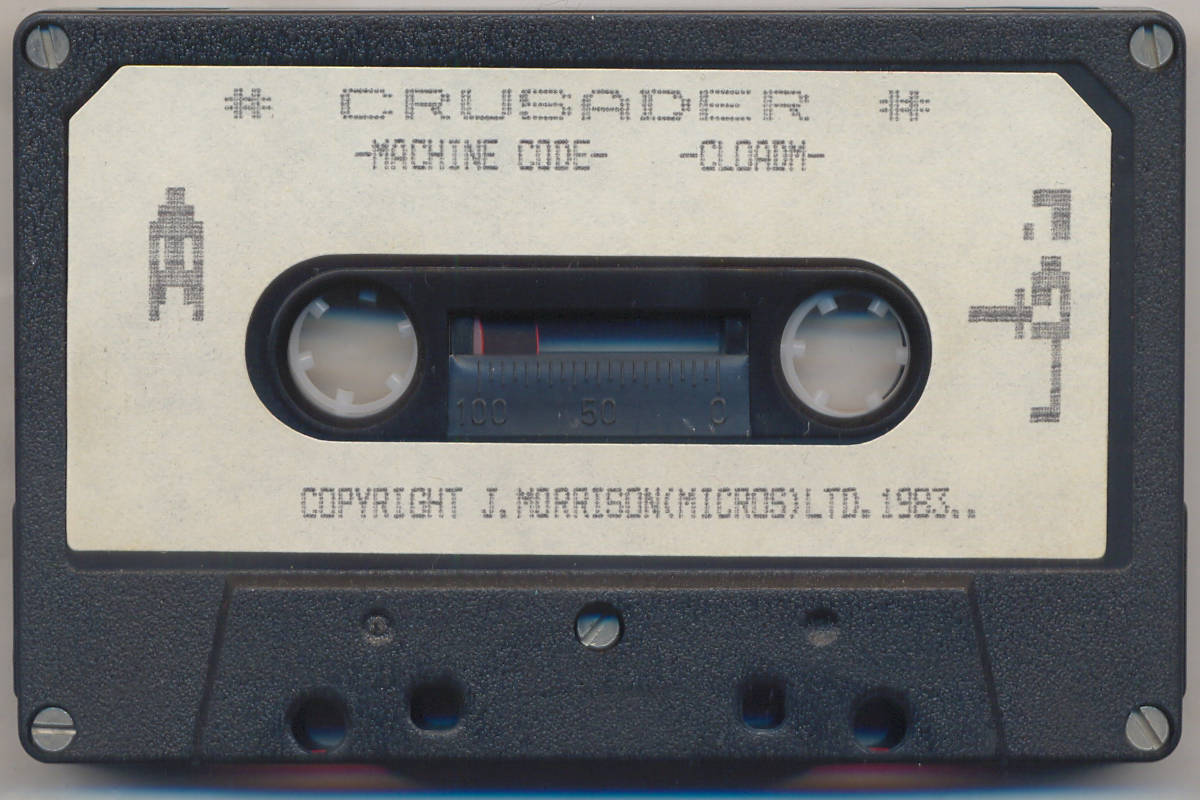 * CRUSADER *
-MACHINE CODE- -CLOADM-
100 50 0
COPYRIGHT J.MORRISON(MICROS)LTD.1983..